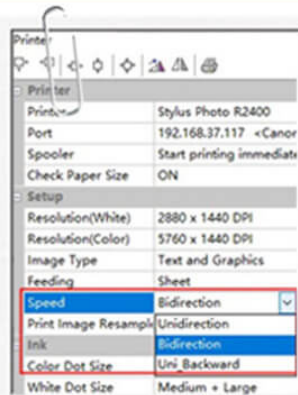 Printer
Printer
Printer Stylus Photo R2400
Port 192.168.37.117 <Canon
Spooler Start printing immediate
Check Paper Size ON
Setup
Resolution(White) 2880 x 1440 DPI
Resolution(Color) 5760 x 1440 DPI
Image Type Text and Graphics
Feeding Sheet
Speed Bidirection
Print Image Resampl Unidirection
Bidirection
Ink
Uni_Backward
Color Dot Size
White Dot Size Medium + Large